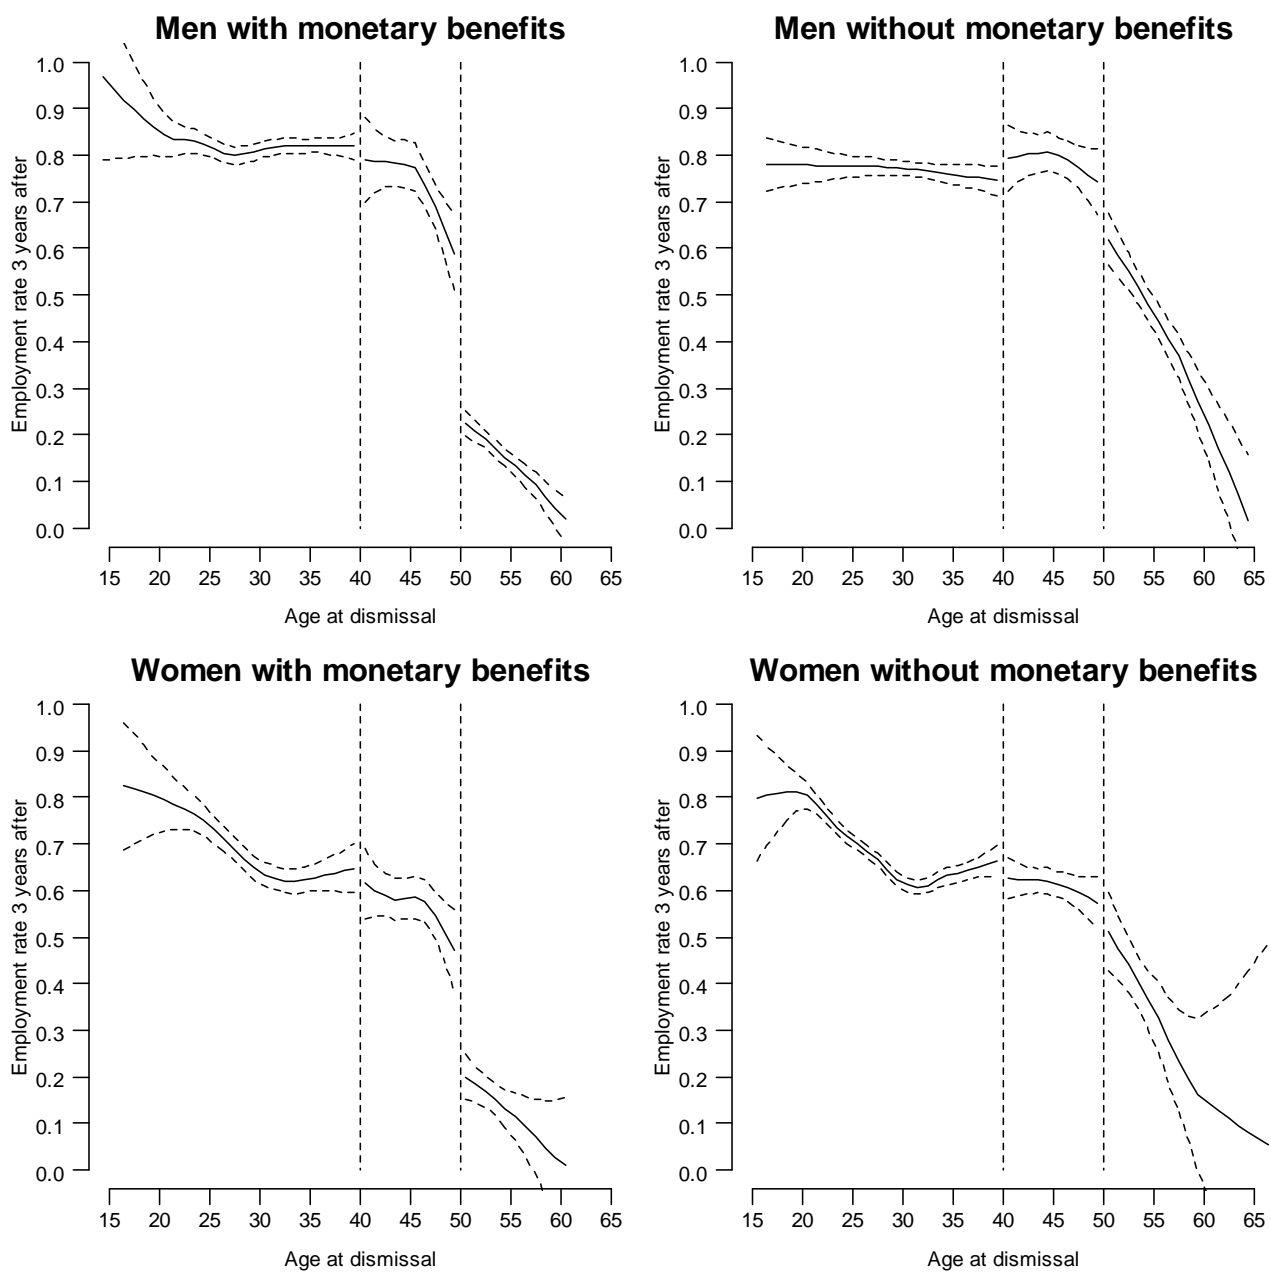 Men with monetary benefits
Employment rate 3 years after
1.0
0.9
0.8
0.7
0.6
0.5
0.4
0.3
0.2
0.1
0.0
15 20 25 30 35 40 45 50 55 60 65
Age at dismissal
Men without monetary benefits
Employment rate 3 years after
1.0
0.9
0.8
0.7
0.6
0.5
0.4
0.3
0.2
0.1
0.0
15 20 25 30 35 40 45 50 55 60 65
Age at dismissal
Women with monetary benefits
Employment rate 3 years after
1.0
0.9
0.8
0.7
0.6
0.5
0.4
0.3
0.2
0.1
0.0
15 20 25 30 35 40 45 50 55 60 65
Age at dismissal
Women without monetary benefits
Employment rate 3 years after
1.0
0.9
0.8
0.7
0.6
0.5
0.4
0.3
0.2
0.1
0.0
15 20 25 30 35 40 45 50 55 60 65
Age at dismissal